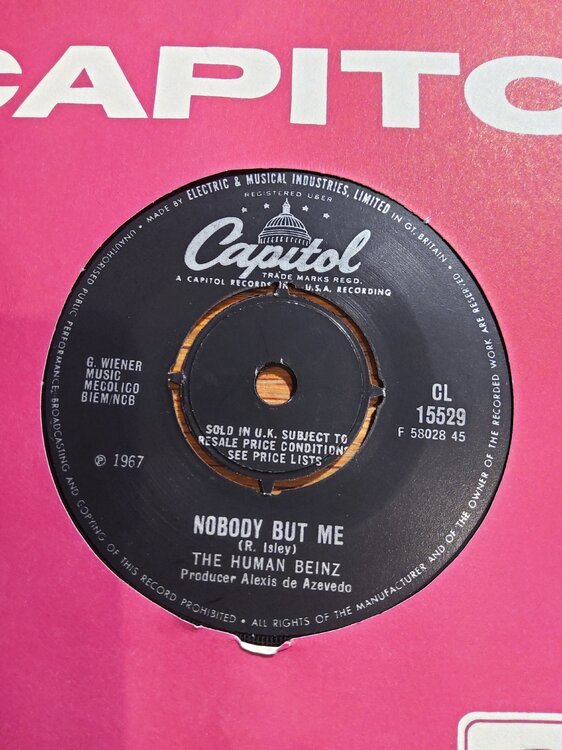 CAPITO
UNAUTHORISED PUBLIC PERFORMANCE, BROADCASTING AND COPYING OF THIS RECORD PROHIBITED • ALL RIGHTS OF THE MANUFACTURER AND OF THE OWNER OF THE RECORDED WORK ARE RESERVED •
• MADE BY ELECTRIC & MUSICAL INDUSTRIES, LIMITED IN GT. BRITAIN •
REGISTERED USER
Capitol
TRADE MARKS REGD.
A CAPITOL RECORDS U.S.A. RECORDING
G. WIENER
MUSIC
MECOLICO
BIEM/NCB
CL
15529
F 58028 45
SOLD IN U.K. SUBJECT TO
RESALE PRICE CONDITIONS
SEE PRICE LISTS
℗ 1967
NOBODY BUT ME
(R. Isley)
THE HUMAN BEINZ
Producer Alexis de Azevedo